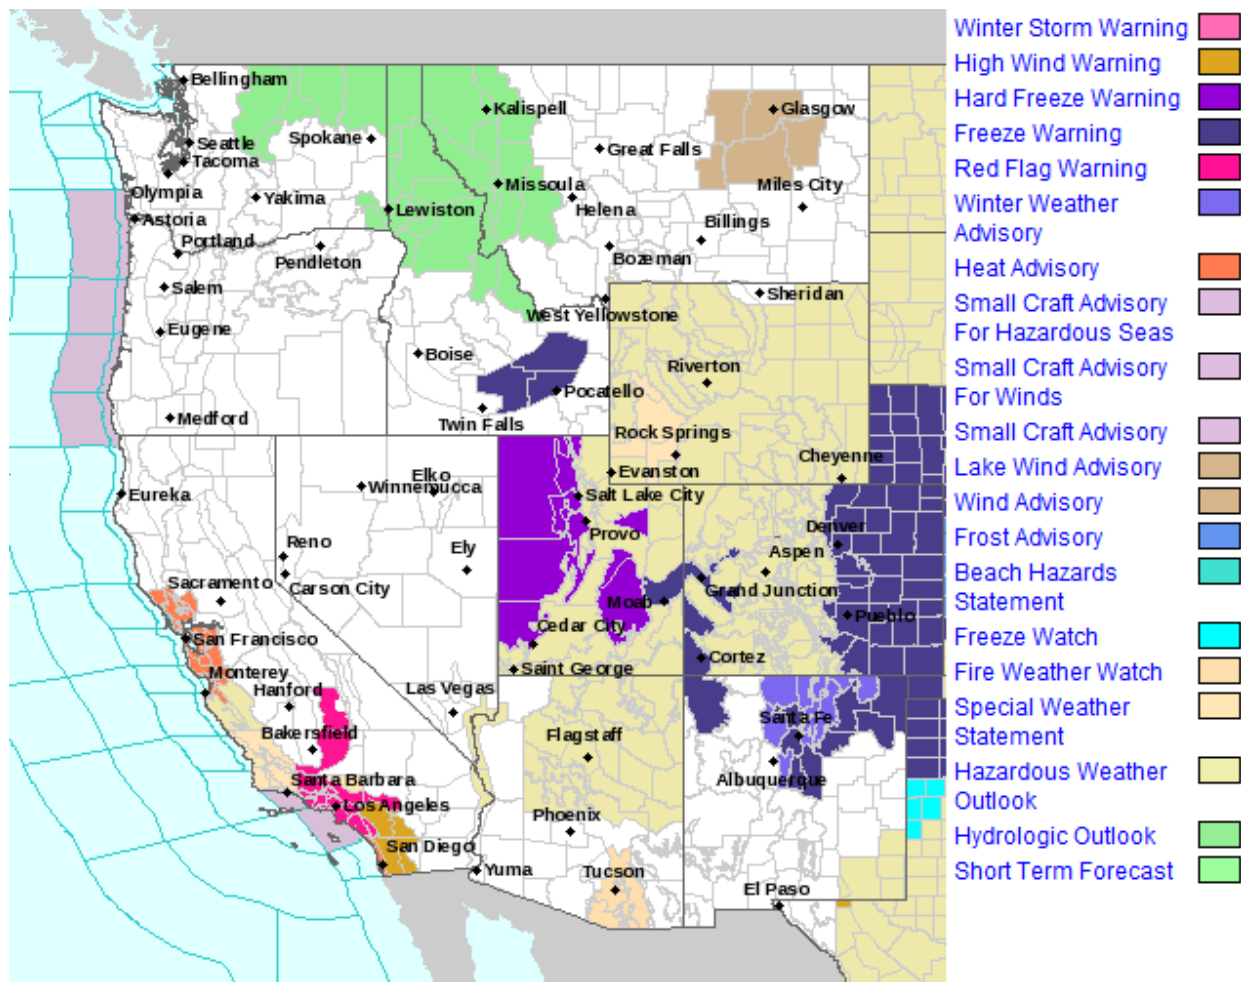 Bellingham
Seattle
Tacoma
Olympia
Spokane
Yakima
Astoria
Lewiston
Portland
Pendleton
Salem
Eugene
Medford
Kalispell
Great Falls
Glasgow
Missoula
Helena
Miles City
Billings
Bozeman
West Yellowstone
Sheridan
Boise
Pocatello
Twin Falls
Riverton
Rock Springs
Evanston
Cheyenne
Eureka
Winnemucca
Elko
Reno
Carson City
Ely
Sacramento
San Francisco
Monterey
Hanford
Bakersfield
Las Vegas
Santa Barbara
Los Angeles
San Diego
Salt Lake City
Provo
Moab
Cedar City
Saint George
Denver
Aspen
Grand Junction
Pueblo
Cortez
Flagstaff
Phoenix
Tucson
Yuma
Santa Fe
Albuquerque
El Paso
Winter Storm Warning
High Wind Warning
Hard Freeze Warning
Freeze Warning
Red Flag Warning
Winter Weather
Advisory
Heat Advisory
Small Craft Advisory
For Hazardous Seas
Small Craft Advisory
For Winds
Small Craft Advisory
Lake Wind Advisory
Wind Advisory
Frost Advisory
Beach Hazards
Statement
Freeze Watch
Fire Weather Watch
Special Weather
Statement
Hazardous Weather
Outlook
Hydrologic Outlook
Short Term Forecast